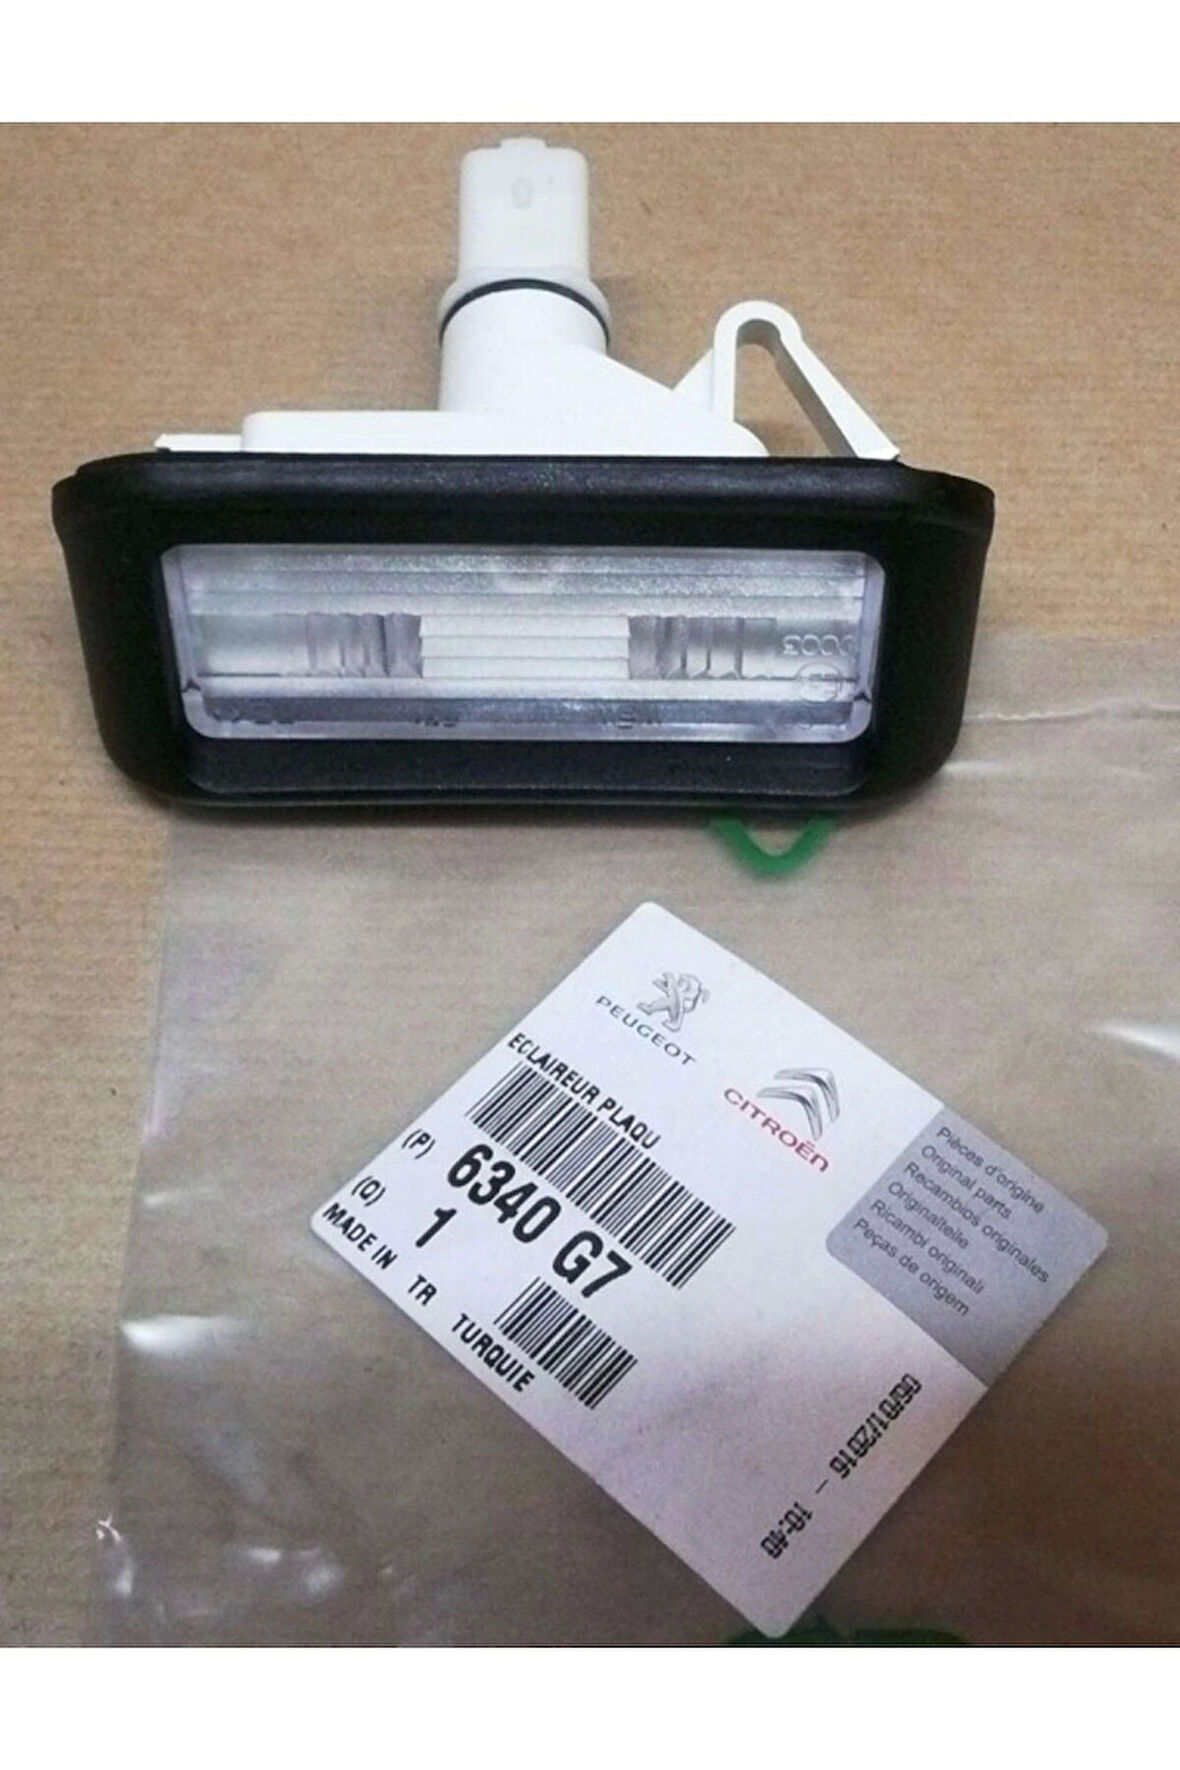 0003
PEUGEOT
CITROËN
ECLAIREUR PLAQU
(P) 6340 G7
(Q) 1
MADE IN TR TURQUIE
Pièces d'origine
Original parts
Recambios originales
Originalteile
Ricambi originali
Peças de origem
06/01/2016 - 10:40